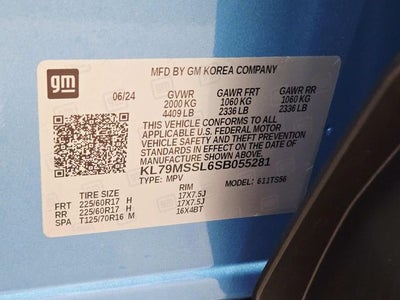 gm
MFD BY GM KOREA COMPANY
06/24 GVWR GAWR FRT GAWR RR
2000 KG 1060 KG 1060 KG
4409 LB 2336 LB 2336 LB
THIS VEHICLE CONFORMS TO ALL
APPLICABLE U.S. FEDERAL MOTOR
VEHICLE SAFETY AND THEFT PREVENTION
STANDARDS IN EFFECT ON THE DATE OF
MANUFACTURE SHOWN ABOVE.
KL79MSSL6SB055281
TYPE: MPV MODEL: 611TS56
TIRE SIZE RIM
FRT 225/60R17 H 17X7.5J
RR 225/60R17 H 17X7.5J
SPA T125/70R16 M 16X4BT